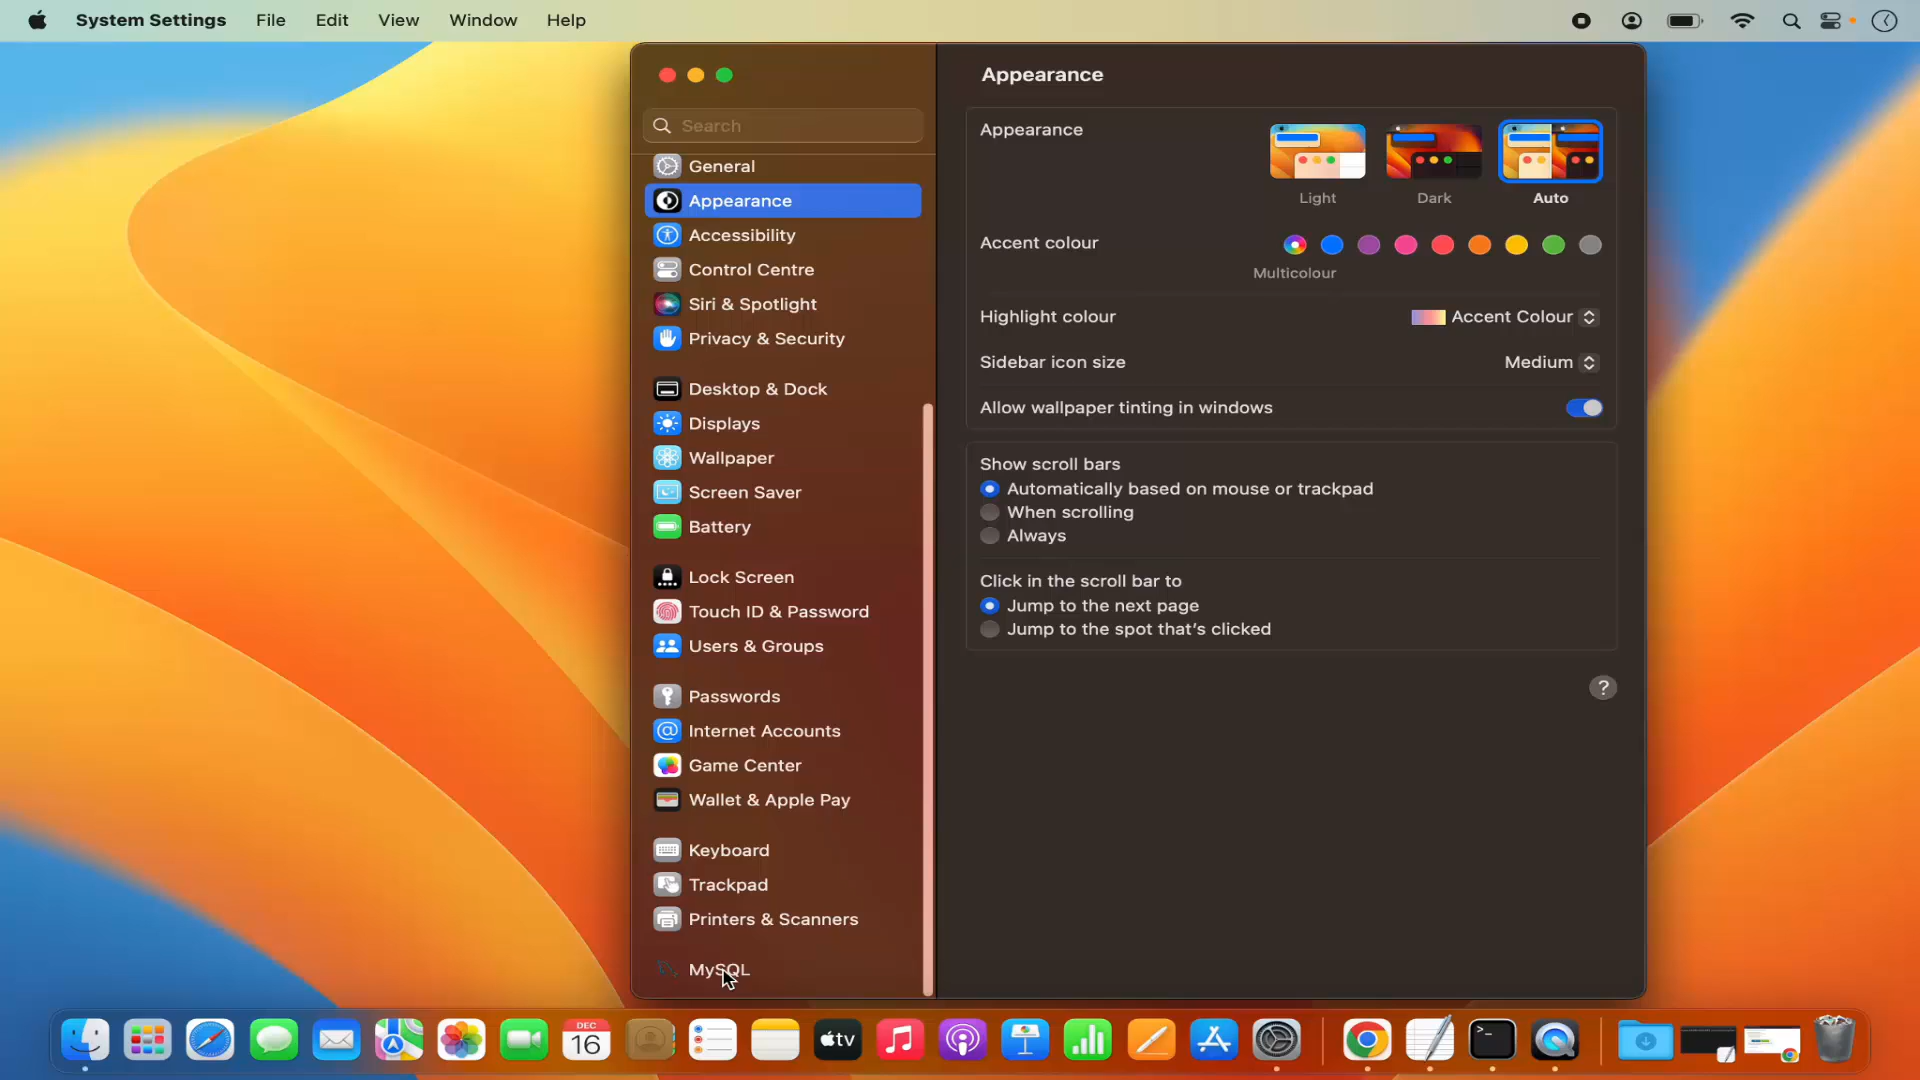 System Settings File Edit View Window Help
Search
General
Appearance
Accessibility
Control Centre
Siri & Spotlight
Privacy & Security
Desktop & Dock
Displays
Wallpaper
Screen Saver
Battery
Lock Screen
Touch ID & Password
Users & Groups
Passwords
Internet Accounts
Game Center
Wallet & Apple Pay
Keyboard
Trackpad
Printers & Scanners
MySQL
Appearance
Appearance
Light Dark Auto
Accent colour
Multicolour
Highlight colour Accent Colour
Sidebar icon size Medium
Allow wallpaper tinting in windows
Show scroll bars
Automatically based on mouse or trackpad
When scrolling
Always
Click in the scroll bar to
Jump to the next page
Jump to the spot that's clicked
?
DEC
16
tv
>_